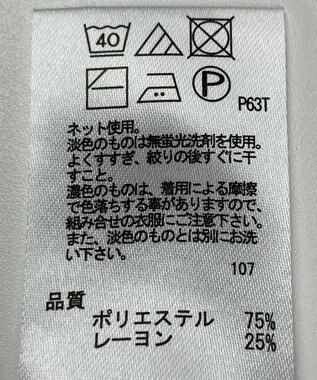 40
P
P63T
ネット使用。
淡色のものは無蛍光洗剤を使用。
よくすすぎ、絞りの後すぐに干
すこと。
濃色のものは、着用による摩擦
で色落ちする事がありますので、
組み合せの衣服にご注意下さい。
また、淡色のものとは別にお洗
い下さい。
107
品質
ポリエステル 75%
レーヨン 25%